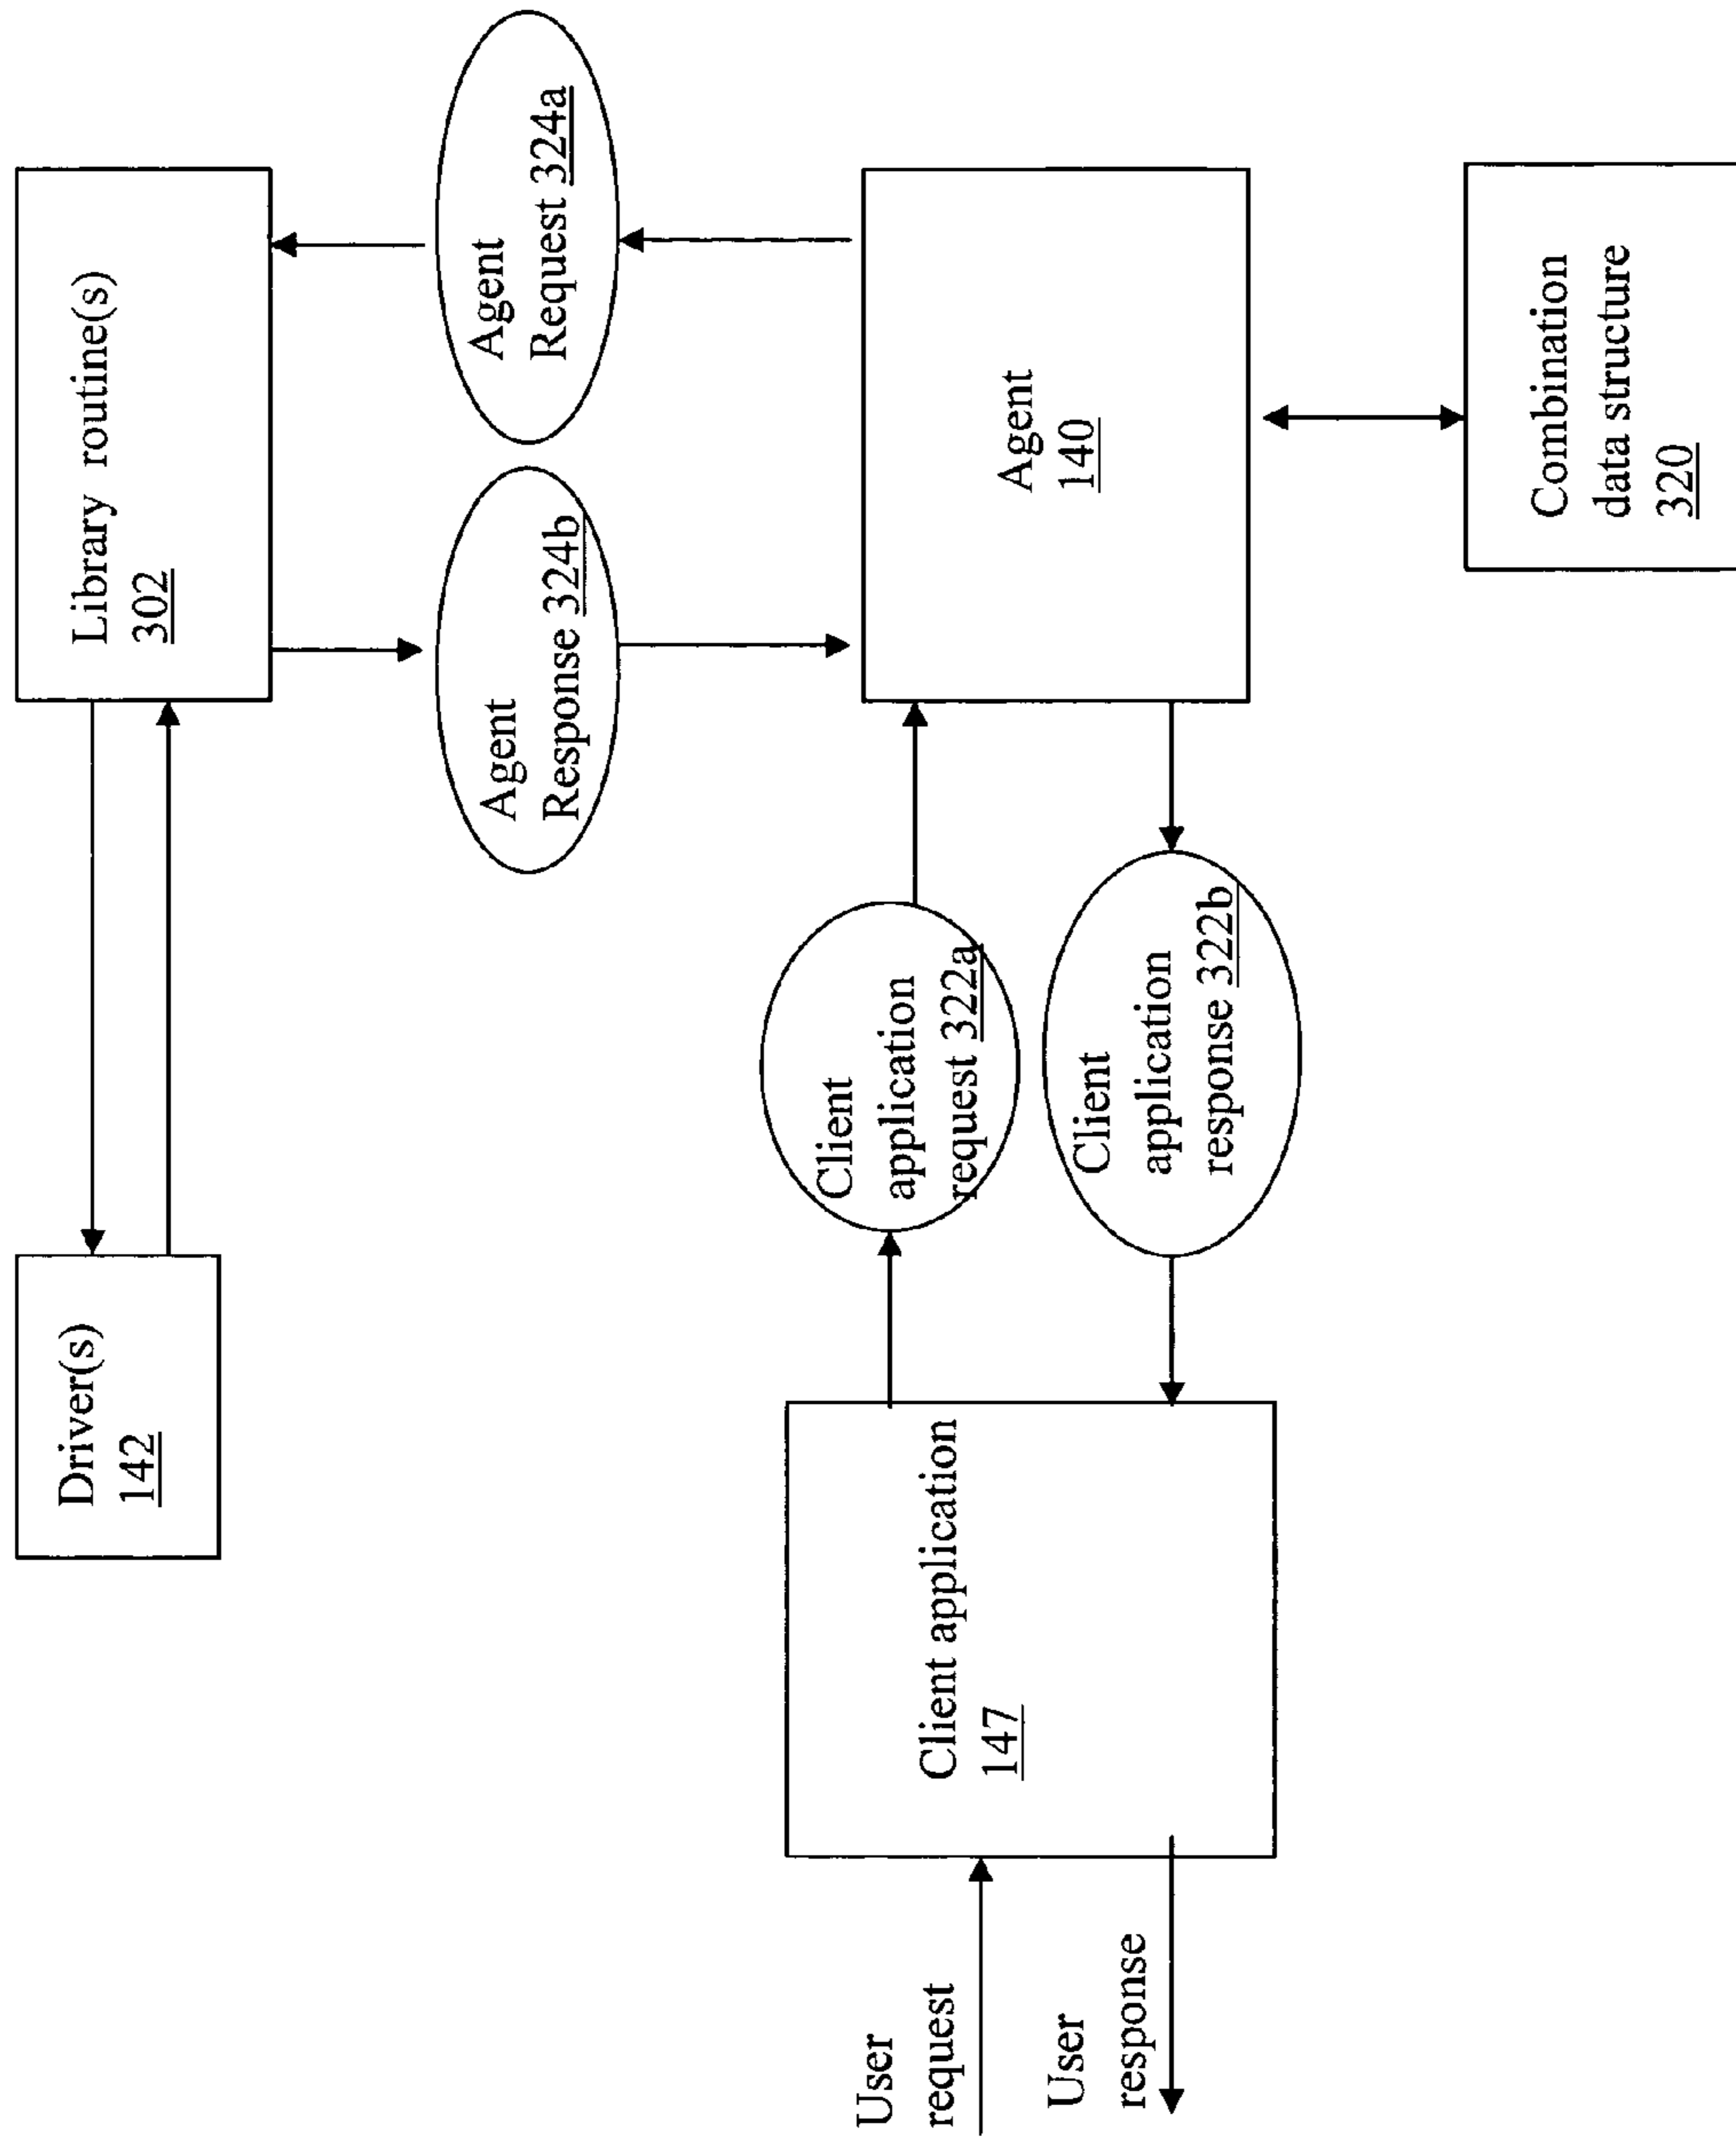 Driver(s)
142
Library routine(s)
302
Agent
Response 324b
Agent
Request 324a
User
request
User
response
Client application
147
Client
application
request 322a
Client
application
response 322b
Agent
140
Combination
data structure
320